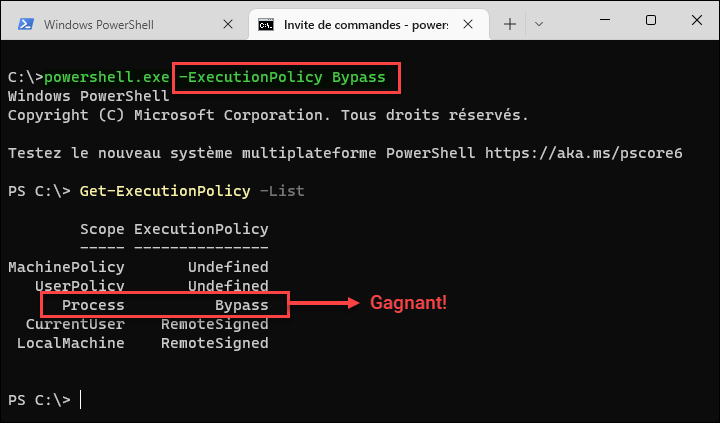 Windows PowerShell
Invite de commandes - powers
C:\>powershell.exe -ExecutionPolicy Bypass
Windows PowerShell
Copyright (C) Microsoft Corporation. Tous droits réservés.
Testez le nouveau système multiplateforme PowerShell https://aka.ms/pscore6
PS C:\> Get-ExecutionPolicy -List
Scope ExecutionPolicy
----- ---------------
MachinePolicy Undefined
UserPolicy Undefined
Process Bypass Gagnant!
CurrentUser RemoteSigned
LocalMachine RemoteSigned
PS C:\>